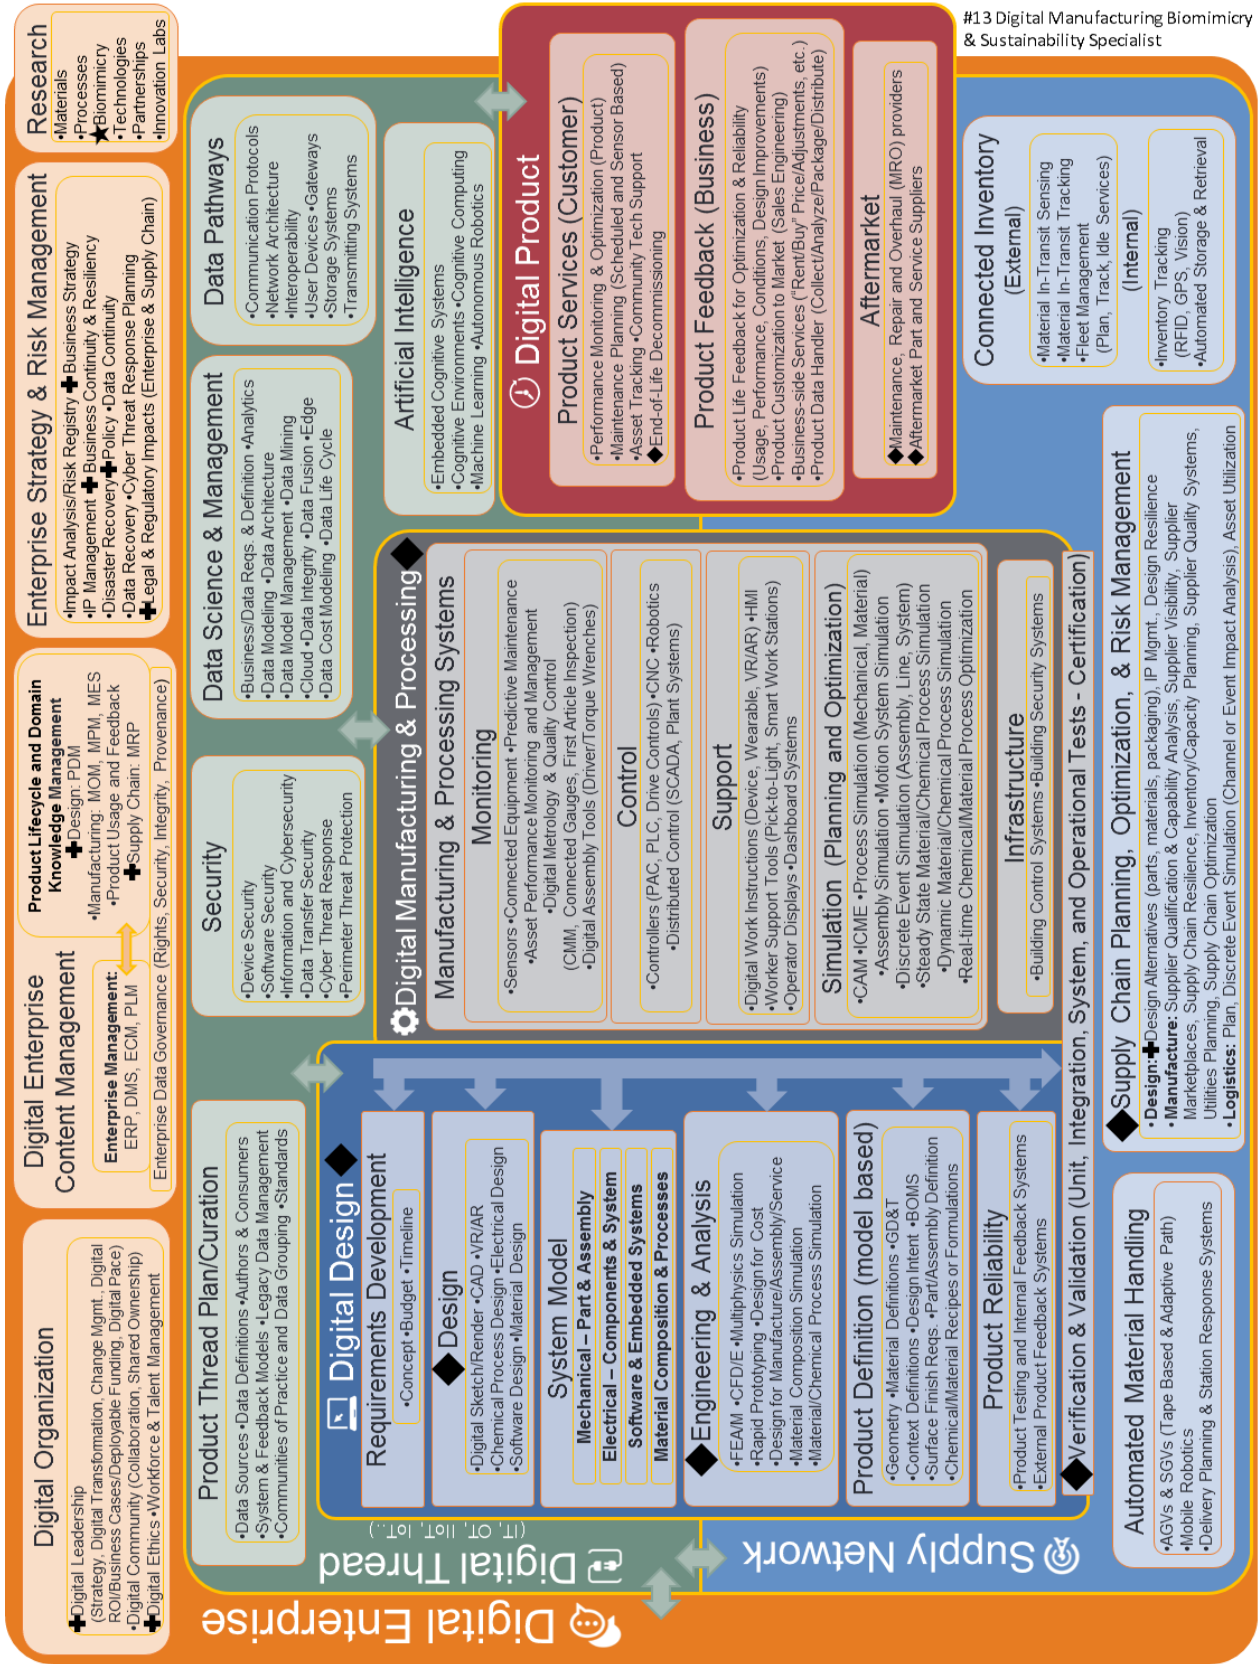 #13 Digital Manufacturing Biomimicry
& Sustainability Specialist
Digital Enterprise
Digital Organization
✚Digital Leadership
(Strategy, Digital Transformation, Change Mgmt., Digital
ROI/Business Cases/Deployable Funding, Digital Pace)
•Digital Community (Collaboration, Shared Ownership)
✚Digital Ethics •Workforce & Talent Management
Digital Enterprise
Content Management
Enterprise Management:
ERP, DMS, ECM, PLM
Product Lifecycle and Domain
Knowledge Management
✚Design: PDM
•Manufacturing: MOM, MPM, MES
•Product Usage and Feedback
✚Supply Chain: MRP
Enterprise Data Governance (Rights, Security, Integrity, Provenance)
Enterprise Strategy & Risk Management
•Impact Analysis/Risk Registry ✚Business Strategy
•IP Management ✚Business Continuity & Resiliency
•Disaster Recovery ✚Policy •Data Continuity
•Data Recovery •Cyber Threat Response Planning
✚Legal & Regulatory Impacts (Enterprise & Supply Chain)
Research
•Materials
•Processes
★Biomimicry
•Technologies
•Partnerships
•Innovation Labs
Digital Thread
(IT, OT, IIoT, IoT..)
Product Thread Plan/Curation
•Data Sources •Data Definitions •Authors & Consumers
•System & Feedback Models •Legacy Data Management
•Communities of Practice and Data Grouping •Standards
Security
•Device Security
•Software Security
•Information and Cybersecurity
•Data Transfer Security
•Cyber Threat Response
•Perimeter Threat Protection
Data Science & Management
•Business/Data Reqs. & Definition •Analytics
•Data Modeling •Data Architecture
•Data Model Management •Data Mining
•Cloud •Data Integrity •Data Fusion •Edge
•Data Cost Modeling •Data Life Cycle
Data Pathways
•Communication Protocols
•Network Architecture
•Interoperability
•User Devices •Gateways
•Storage Systems
•Transmitting Systems
Artificial Intelligence
•Embedded Cognitive Systems
•Cognitive Environments •Cognitive Computing
•Machine Learning •Autonomous Robotics
Digital Design ◆
Requirements Development
•Concept •Budget •Timeline
◆Design
•Digital Sketch/Render •CAD •VR/AR
•Chemical Process Design •Electrical Design
•Software Design •Material Design
System Model
Mechanical – Part & Assembly
Electrical – Components & System
Software & Embedded Systems
Material Composition & Processes
◆Engineering & Analysis
•FEA/M •CFD/E •Multiphysics Simulation
•Rapid Prototyping •Design for Cost
•Design for Manufacture/Assembly/Service
•Material Composition Simulation
•Material/Chemical Process Simulation
Product Definition (model based)
•Geometry •Material Definitions •GD&T
•Context Definitions •Design Intent •BOMS
•Surface Finish Reqs. •Part/Assembly Definition
•Chemical/Material Recipes or Formulations
Product Reliability
•Product Testing and Internal Feedback Systems
•External Product Feedback Systems
Digital Manufacturing & Processing ◆
Manufacturing & Processing Systems
Monitoring
•Sensors •Connected Equipment •Predictive Maintenance
•Asset Performance Monitoring and Management
•Digital Metrology & Quality Control
(CMM, Connected Gauges, First Article Inspection)
•Digital Assembly Tools (Driver/Torque Wrenches)
Control
•Controllers (PAC, PLC, Drive Controls) •CNC •Robotics
•Distributed Control (SCADA, Plant Systems)
Support
•Digital Work Instructions (Device, Wearable, VR/AR) •HMI
•Worker Support Tools (Pick-to-Light, Smart Work Stations)
•Operator Displays •Dashboard Systems
Simulation (Planning and Optimization)
•CAM •ICME •Process Simulation (Mechanical, Material)
•Assembly Simulation •Motion System Simulation
•Discrete Event Simulation (Assembly, Line, System)
•Steady State Material/Chemical Process Simulation
•Dynamic Material/Chemical Process Simulation
•Real-time Chemical/Material Process Optimization
Infrastructure
•Building Control Systems •Building Security Systems
◆Verification & Validation (Unit, Integration, System, and Operational Tests - Certification)
Digital Product
Product Services (Customer)
•Performance Monitoring & Optimization (Product)
•Maintenance Planning (Scheduled and Sensor Based)
•Asset Tracking •Community Tech Support
◆End-of-Life Decommissioning
Product Feedback (Business)
•Product Life Feedback for Optimization & Reliability
(Usage, Performance, Conditions, Design Improvements)
•Product Customization to Market (Sales Engineering)
•Business-side Services (“Rent/Buy” Price/Adjustments, etc.)
•Product Data Handler (Collect/Analyze/Package/Distribute)
Aftermarket
◆Maintenance, Repair and Overhaul (MRO) providers
◆Aftermarket Part and Service Suppliers
Supply Network
Automated Material Handling
•AGVs & SGVs (Tape Based & Adaptive Path)
•Mobile Robotics
•Delivery Planning & Station Response Systems
◆Supply Chain Planning, Optimization, & Risk Management
•Design: ✚Design Alternatives (parts, materials, packaging), IP Mgmt., Design Resilience
•Manufacture: Supplier Qualification & Capability Analysis, Supplier Visibility, Supplier
Marketplaces, Supply Chain Resilience, Inventory/Capacity Planning, Supplier Quality Systems,
Utilities Planning, Supply Chain Optimization
•Logistics: Plan, Discrete Event Simulation (Channel or Event Impact Analysis), Asset Utilization
Connected Inventory
(External)
•Material In-Transit Sensing
•Material In-Transit Tracking
•Fleet Management
(Plan, Track, Idle Services)
(Internal)
•Inventory Tracking
(RFID, GPS, Vision)
•Automated Storage & Retrieval